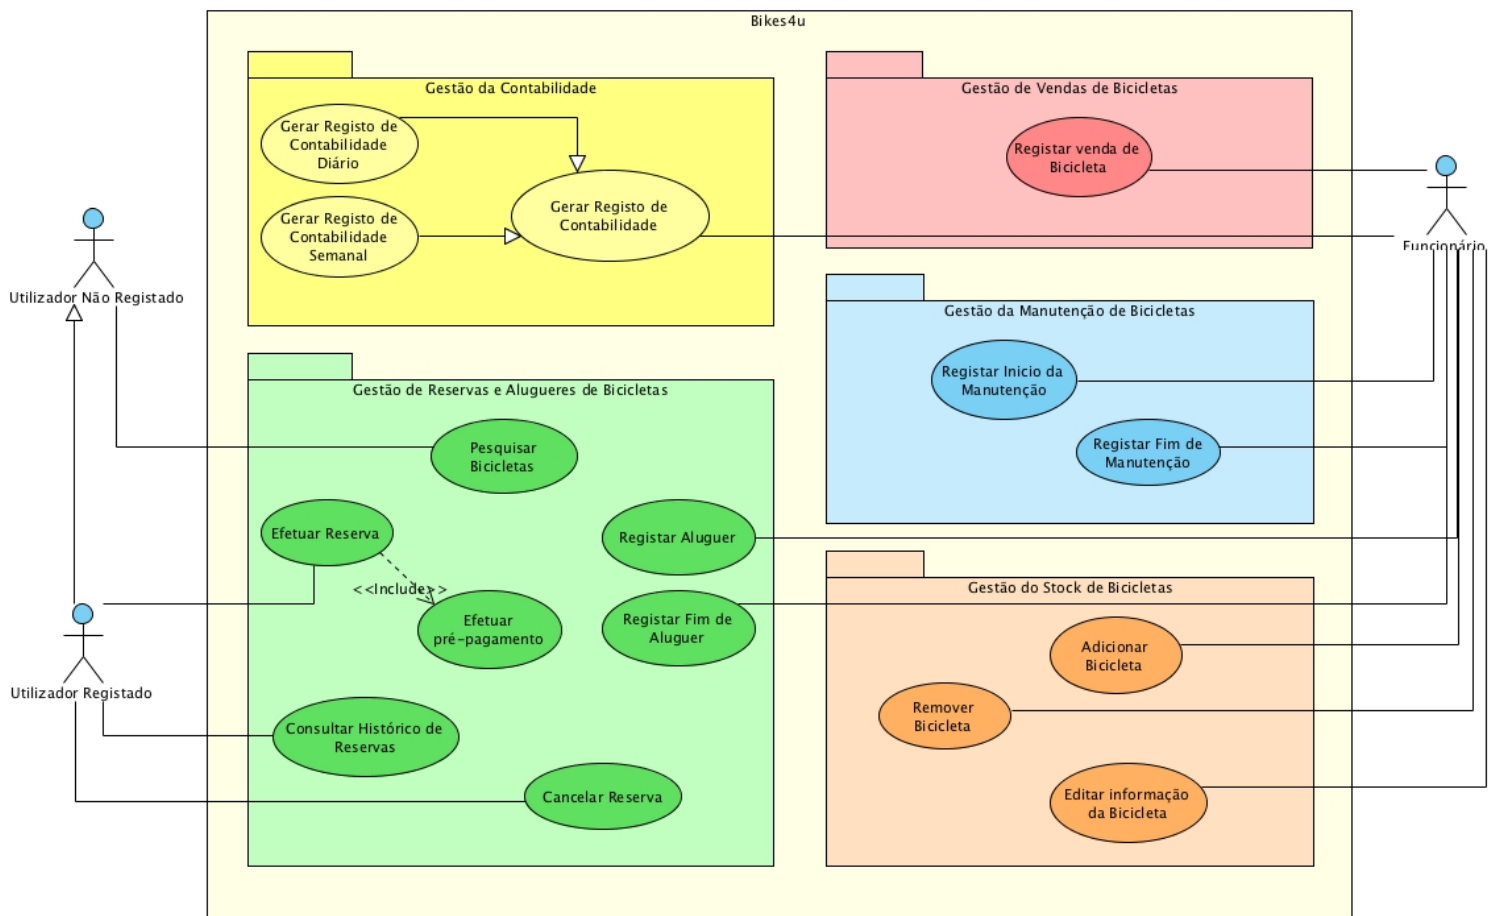 Bikes4u
Gestão da Contabilidade
Gerar Registo de
Contabilidade
Diário
Gerar Registo de
Contabilidade
Semanal
Gerar Registo de
Contabilidade
Gestão de Vendas de Bicicletas
Registar venda de
Bicicleta
Funcionário
Utilizador Não Registado
Gestão da Manutenção de Bicicletas
Registar Inicio da
Manutenção
Registar Fim de
Manutenção
Gestão de Reservas e Alugueres de Bicicletas
Pesquisar
Bicicletas
Efetuar Reserva
<<Include>>
Efetuar
pré-pagamento
Registar Aluguer
Registar Fim de
Aluguer
Utilizador Registado
Consultar Histórico de
Reservas
Cancelar Reserva
Gestão do Stock de Bicicletas
Adicionar
Bicicleta
Remover
Bicicleta
Editar informação
da Bicicleta